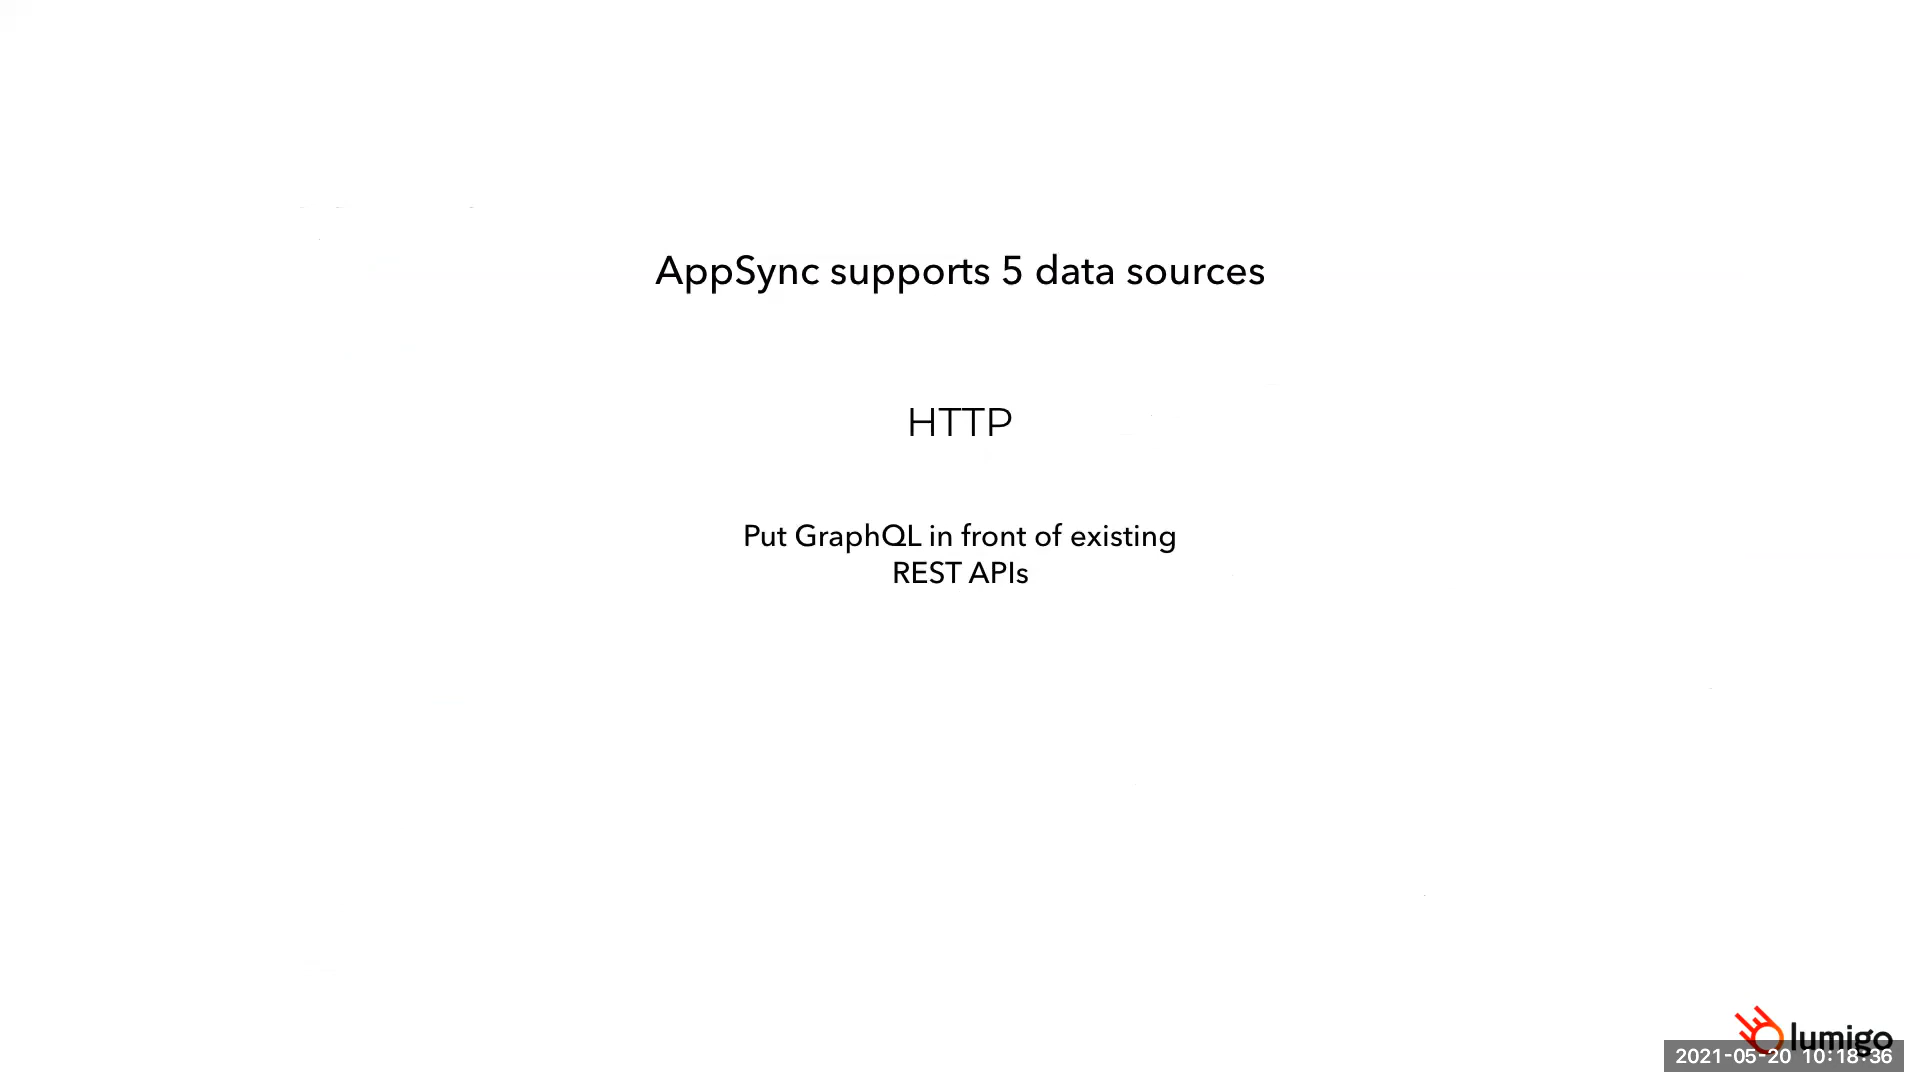 AppSync supports 5 data sources
HTTP
Put GraphQL in front of existing
REST APIs
lumigo
2021-05-20 10:18:36